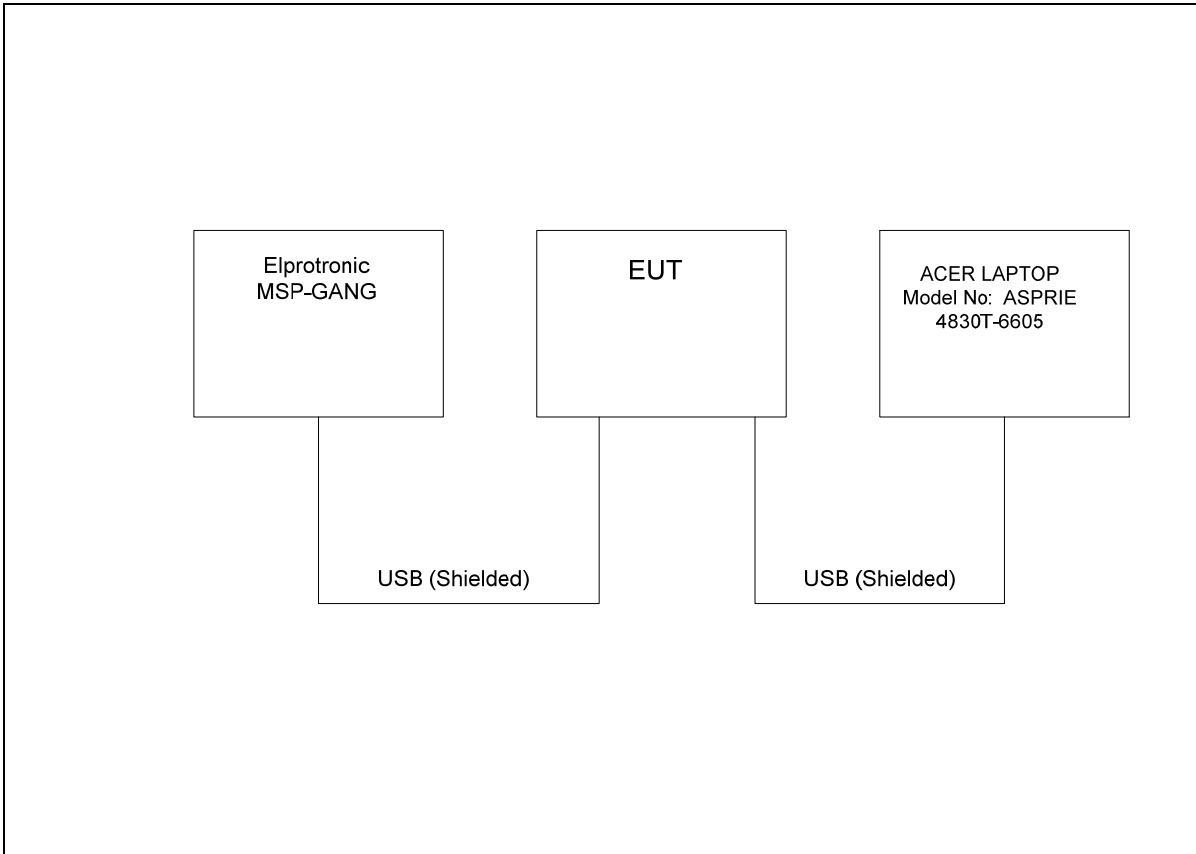 Elprotronic
MSP-GANG
EUT
ACER LAPTOP
Model No: ASPRIE
4830T-6605
USB (Shielded)
USB (Shielded)